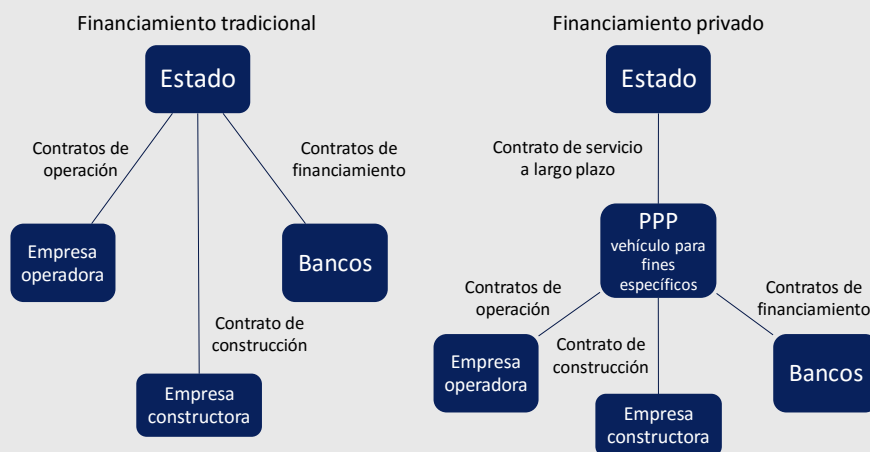 Financiamiento tradicional
Estado
Contratos de
operación
Contratos de
financiamiento
Empresa
operadora
Bancos
Contrato de
construcción
Empresa
constructora
Financiamiento privado
Estado
Contrato de servicio
a largo plazo
PPP
vehículo para
fines
específicos
Contratos de
operación
Contratos de
financiamiento
Contrato de
construcción
Empresa
operadora
Bancos
Empresa
constructora